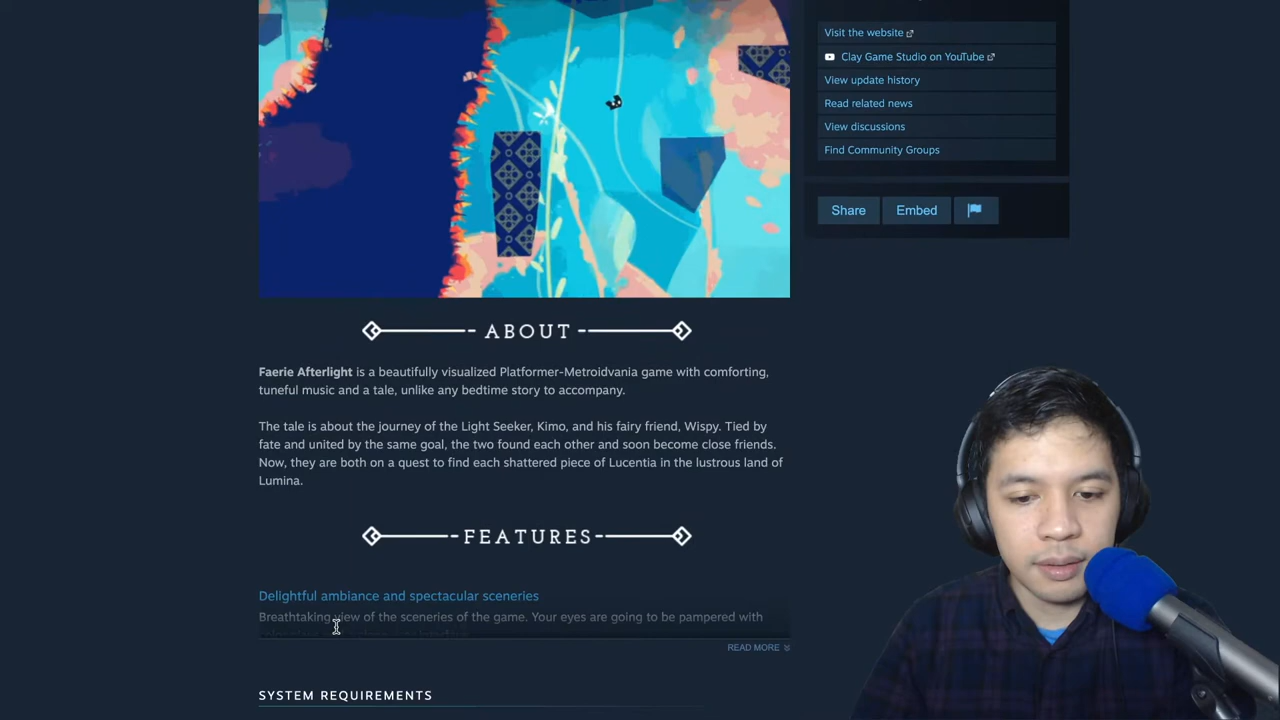 Visit the website
Clay Game Studio on YouTube
View update history
Read related news
View discussions
Find Community Groups
Share Embed
ABOUT
Faerie Afterlight is a beautifully visualized Platformer-Metroidvania game with comforting,
tuneful music and a tale, unlike any bedtime story to accompany.
The tale is about the journey of the Light Seeker, Kimo, and his fairy friend, Wispy. Tied by
fate and united by the same goal, the two found each other and soon become close friends.
Now, they are both on a quest to find each shattered piece of Lucentia in the lustrous land of
Lumina.
FEATURES
Delightful ambiance and spectacular sceneries
Breathtaking view of the sceneries of the game. Your eyes are going to be pampered with
READ MORE
SYSTEM REQUIREMENTS